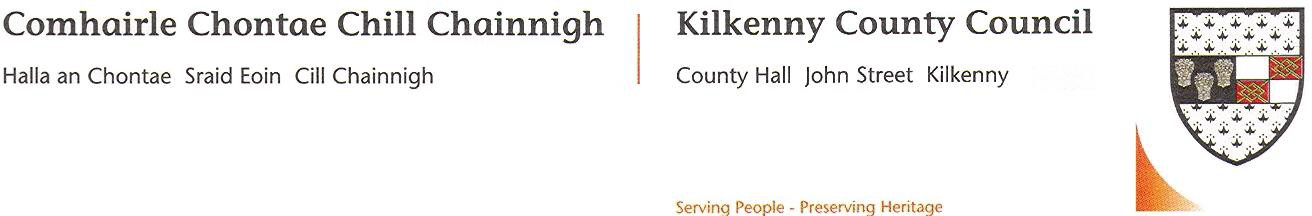 Comhairle Chontae Chill Chainnigh
Halla an Chontae Sraid Eoin Cill Chainnigh
Kilkenny County Council
County Hall John Street Kilkenny
Serving People - Preserving Heritage